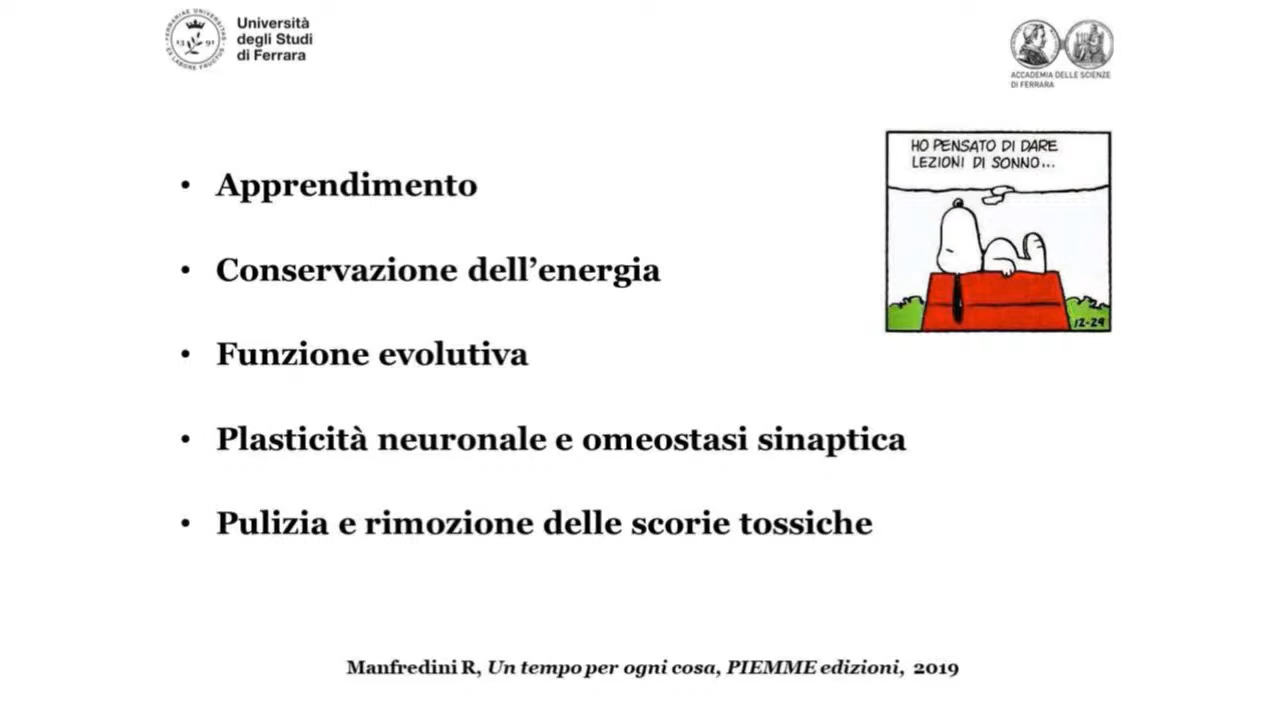 Università
degli Studi
di Ferrara
ACCADEMIA DELLE SCIENZE
DI FERRARA
HO PENSATO DI DARE
LEZIONI DI SONNO...
12-29
• Apprendimento
• Conservazione dell’energia
• Funzione evolutiva
• Plasticità neuronale e omeostasi sinaptica
• Pulizia e rimozione delle scorie tossiche
Manfredini R, Un tempo per ogni cosa, PIEMME edizioni, 2019